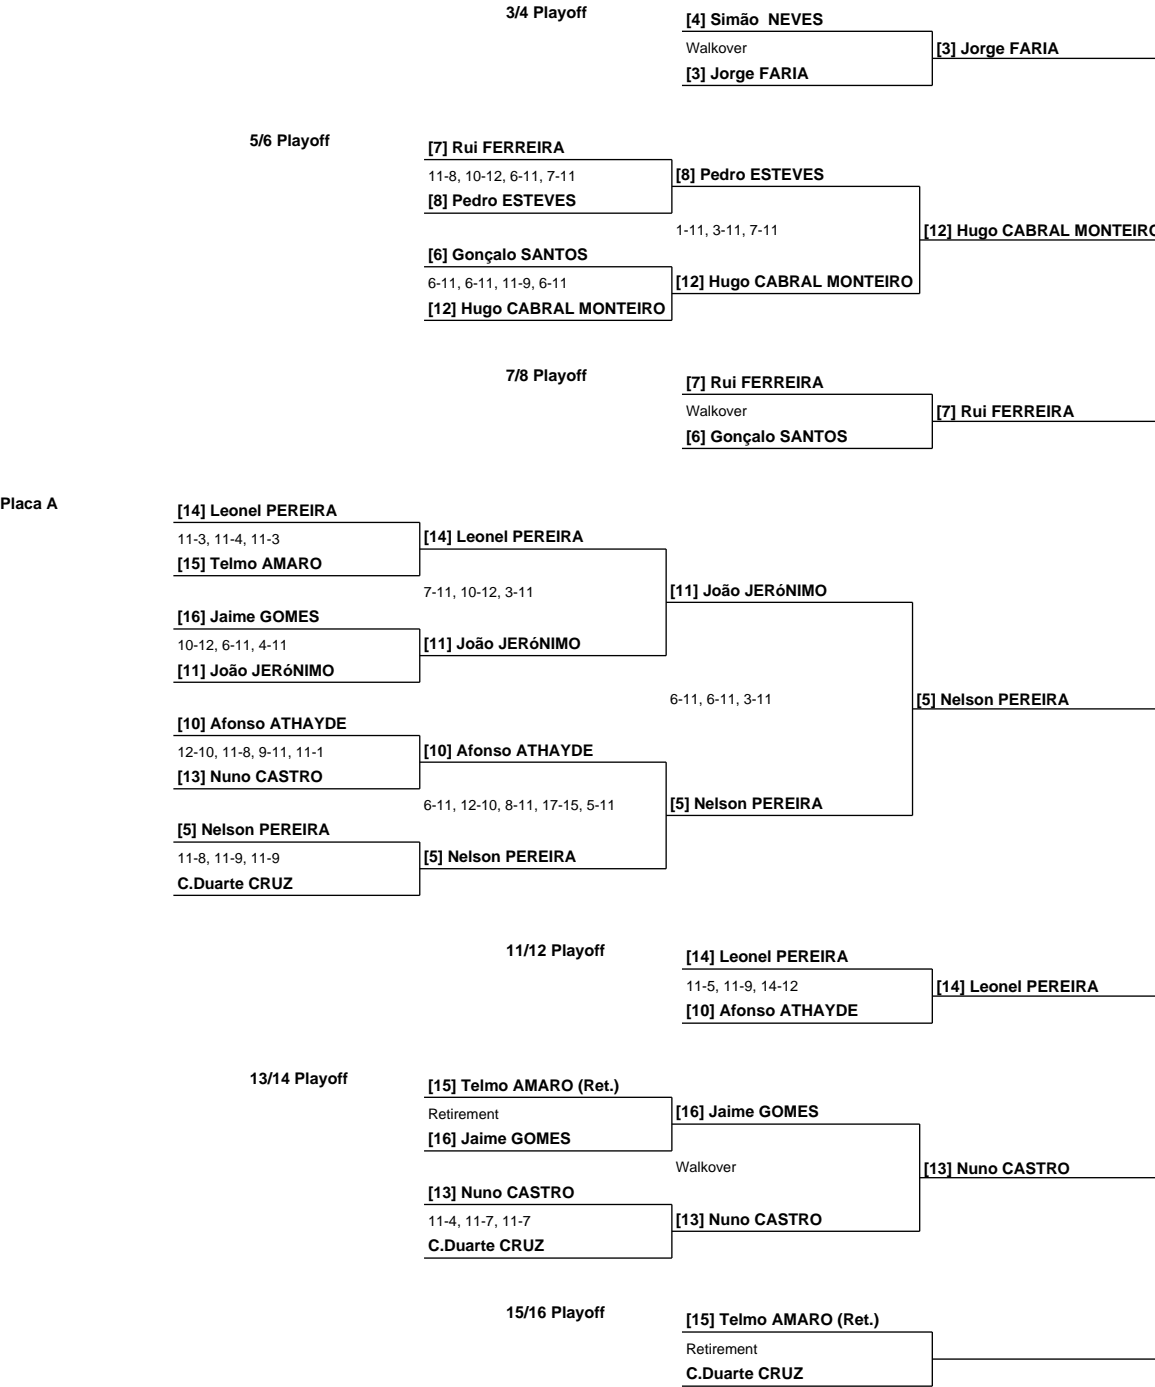 3/4 Playoff
[4] Simão  NEVES
Walkover
[3] Jorge FARIA
[3] Jorge FARIA
5/6 Playoff
[7] Rui FERREIRA
11-8, 10-12, 6-11, 7-11
[8] Pedro ESTEVES
[8] Pedro ESTEVES
1-11, 3-11, 7-11
[12] Hugo CABRAL MONTEIRO
[6] Gonçalo SANTOS
6-11, 6-11, 11-9, 6-11
[12] Hugo CABRAL MONTEIRO
[12] Hugo CABRAL MONTEIRO
7/8 Playoff
[7] Rui FERREIRA
Walkover
[7] Rui FERREIRA
[6] Gonçalo SANTOS
Placa A
[14] Leonel PEREIRA
11-3, 11-4, 11-3
[14] Leonel PEREIRA
[15] Telmo AMARO
7-11, 10-12, 3-11
[11] João JERóNIMO
[16] Jaime GOMES
10-12, 6-11, 4-11
[11] João JERóNIMO
[11] João JERóNIMO
6-11, 6-11, 3-11
[5] Nelson PEREIRA
[10] Afonso ATHAYDE
12-10, 11-8, 9-11, 11-1
[10] Afonso ATHAYDE
[13] Nuno CASTRO
6-11, 12-10, 8-11, 17-15, 5-11
[5] Nelson PEREIRA
[5] Nelson PEREIRA
11-8, 11-9, 11-9
[5] Nelson PEREIRA
C.Duarte CRUZ
11/12 Playoff
[14] Leonel PEREIRA
11-5, 11-9, 14-12
[14] Leonel PEREIRA
[10] Afonso ATHAYDE
13/14 Playoff
[15] Telmo AMARO (Ret.)
Retirement
[16] Jaime GOMES
[16] Jaime GOMES
Walkover
[13] Nuno CASTRO
[13] Nuno CASTRO
11-4, 11-7, 11-7
[13] Nuno CASTRO
C.Duarte CRUZ
15/16 Playoff
[15] Telmo AMARO (Ret.)
Retirement
C.Duarte CRUZ